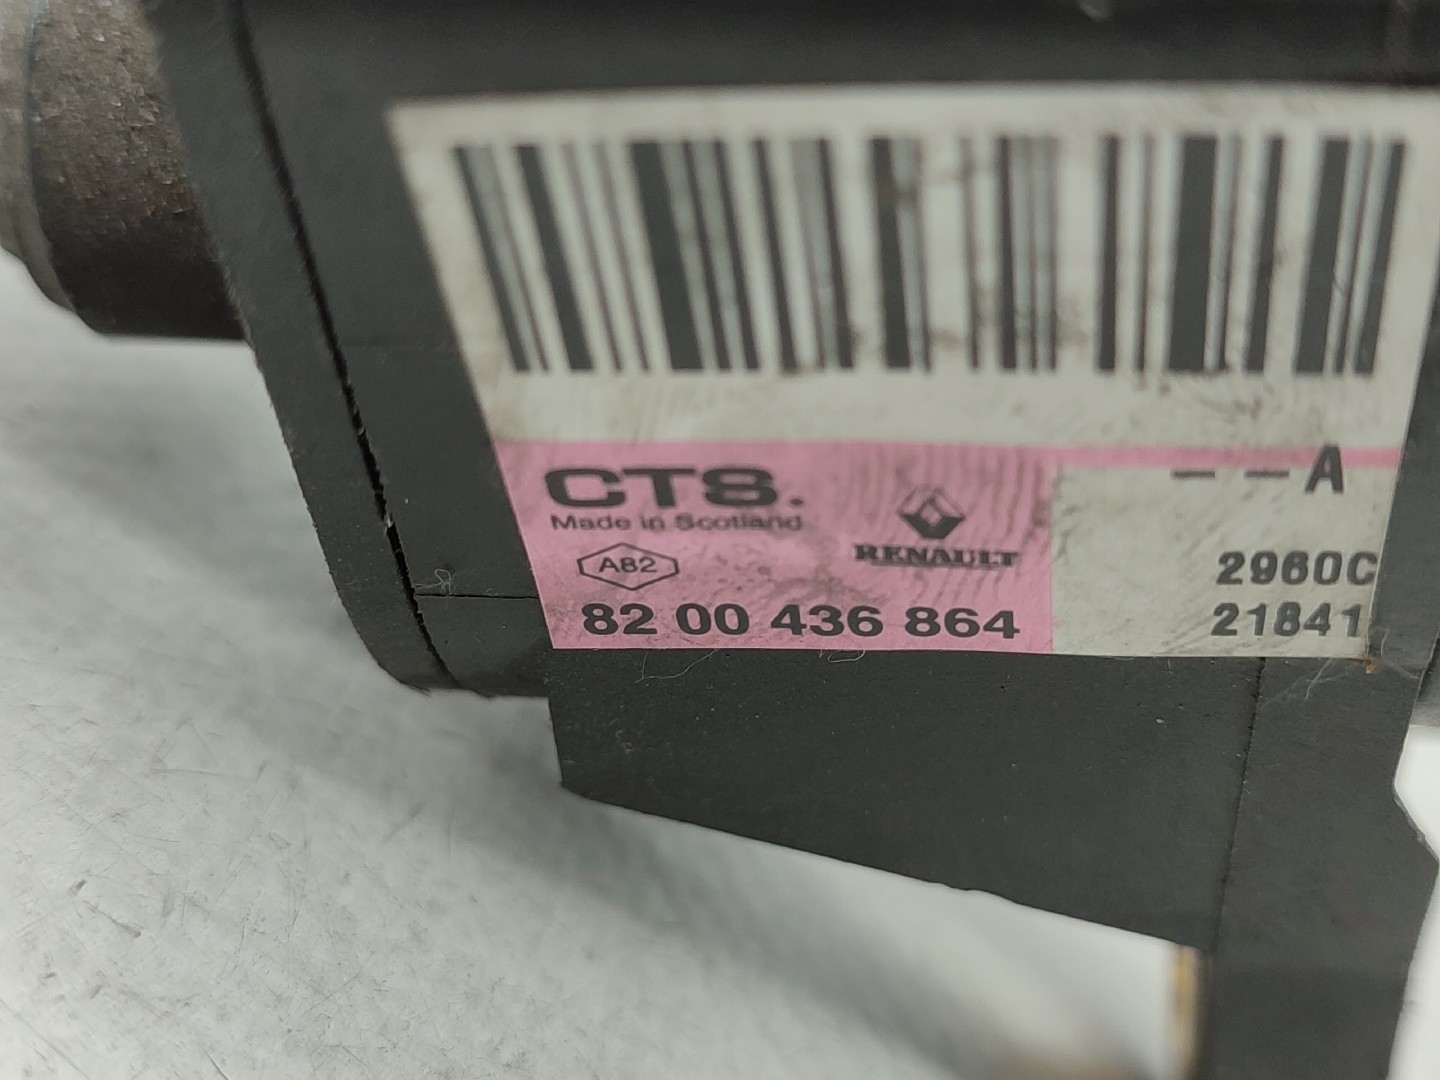 CTS.
Made in Scotland
RENAULT
A82
82 00 436 864
- - A
2960C
21841